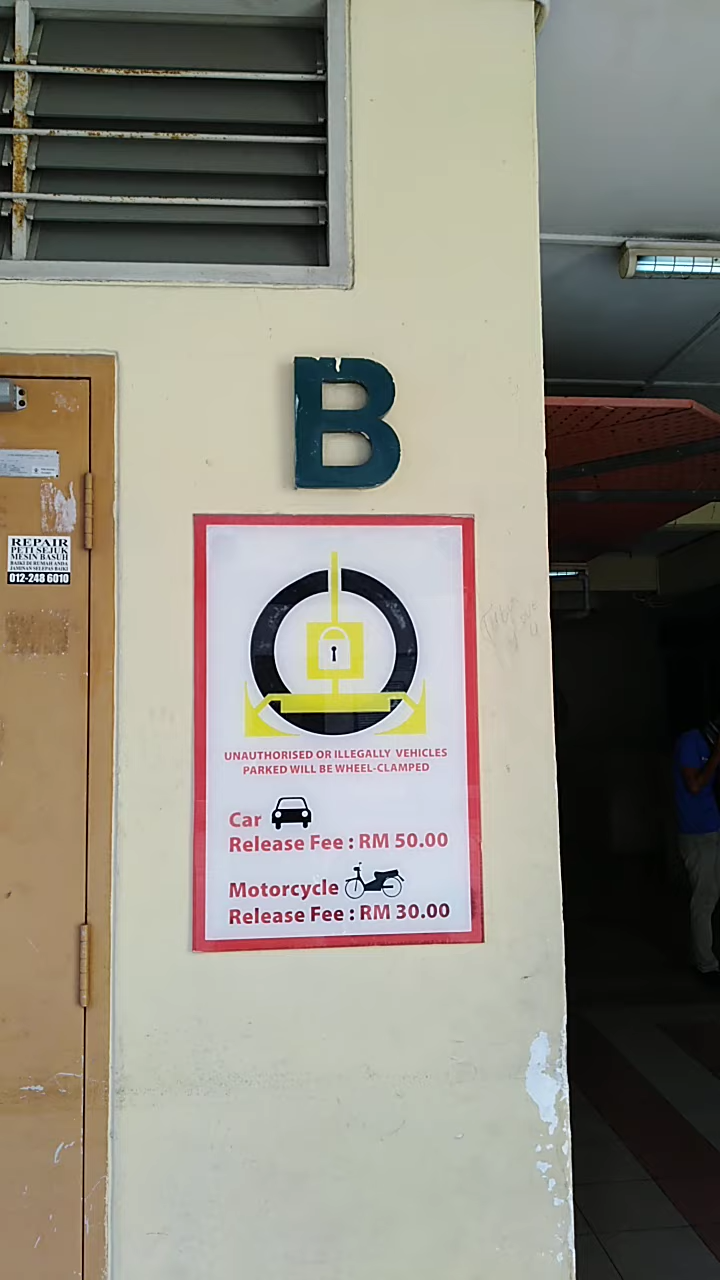 B
REPAIR
PETI SEJUK
MESIN BASUH
BAIKI DI RUMAH ANDA
JAMINAN SELEPAS BAIKI
012-248 6010
UNAUTHORISED OR ILLEGALLY VEHICLES
PARKED WILL BE WHEEL-CLAMPED
Car
Release Fee : RM 50.00
Motorcycle
Release Fee : RM 30.00